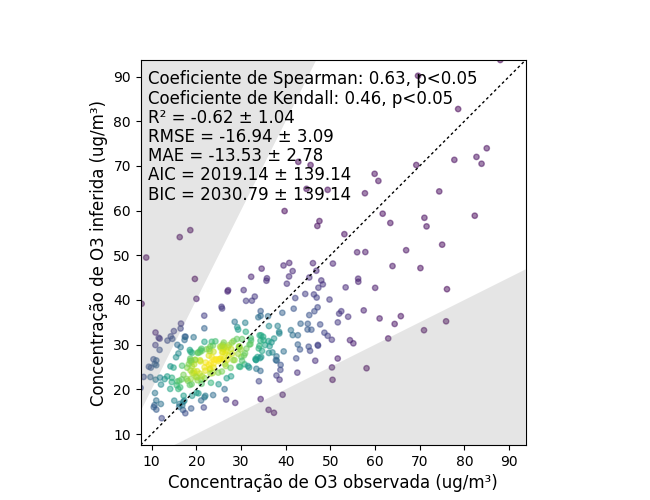 Coeficiente de Spearman: 0.63, p<0.05
Coeficiente de Kendall: 0.46, p<0.05
R² = -0.62 ± 1.04
RMSE = -16.94 ± 3.09
MAE = -13.53 ± 2.78
AIC = 2019.14 ± 139.14
BIC = 2030.79 ± 139.14
Concentração de O3 inferida (ug/m³)
90
80
70
60
50
40
30
20
10
10 20 30 40 50 60 70 80 90
Concentração de O3 observada (ug/m³)